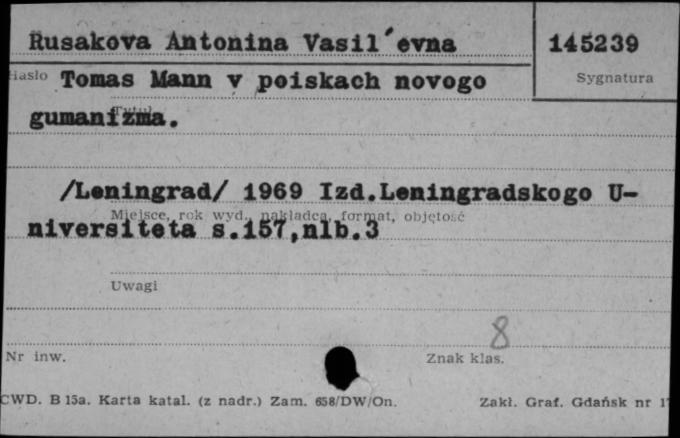 Rusakova Antonina Vasil´evna 145239
Hasło Tomas Mann v poiskach novogo Sygnatura
Tytuł
gumanizma.
/Leningrad/ 1969 Izd.Leningradskogo U-
Miejsce, rok wyd., nakładca, format, objętość
niversiteta s.157,nlb.3
Uwagi
8
Nr inw. Znak klas.
CWD. B 15a. Karta katal. (z nadr.) Zam. 658/DW/On. Zakł. Graf. Gdańsk nr